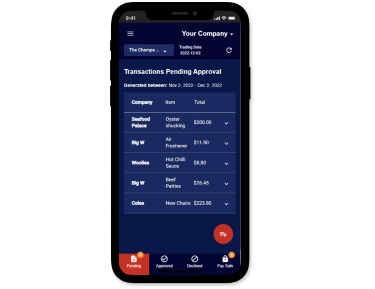 9:41
Your Company
The Champs ...
Trading Date
2022-12-02
Transactions Pending Approval
Generated between: Nov 2, 2022 - Dec 2, 2022
Company Item Total
Seafood Palace Oyster shucking $200.00
Big W Air Freshener $11.90
Woolies Hot Chilli Sauce $8.80
Big W Beef Patties $26.45
Coles New Chairs $223.80
Pending Approved Declined Pay Safe